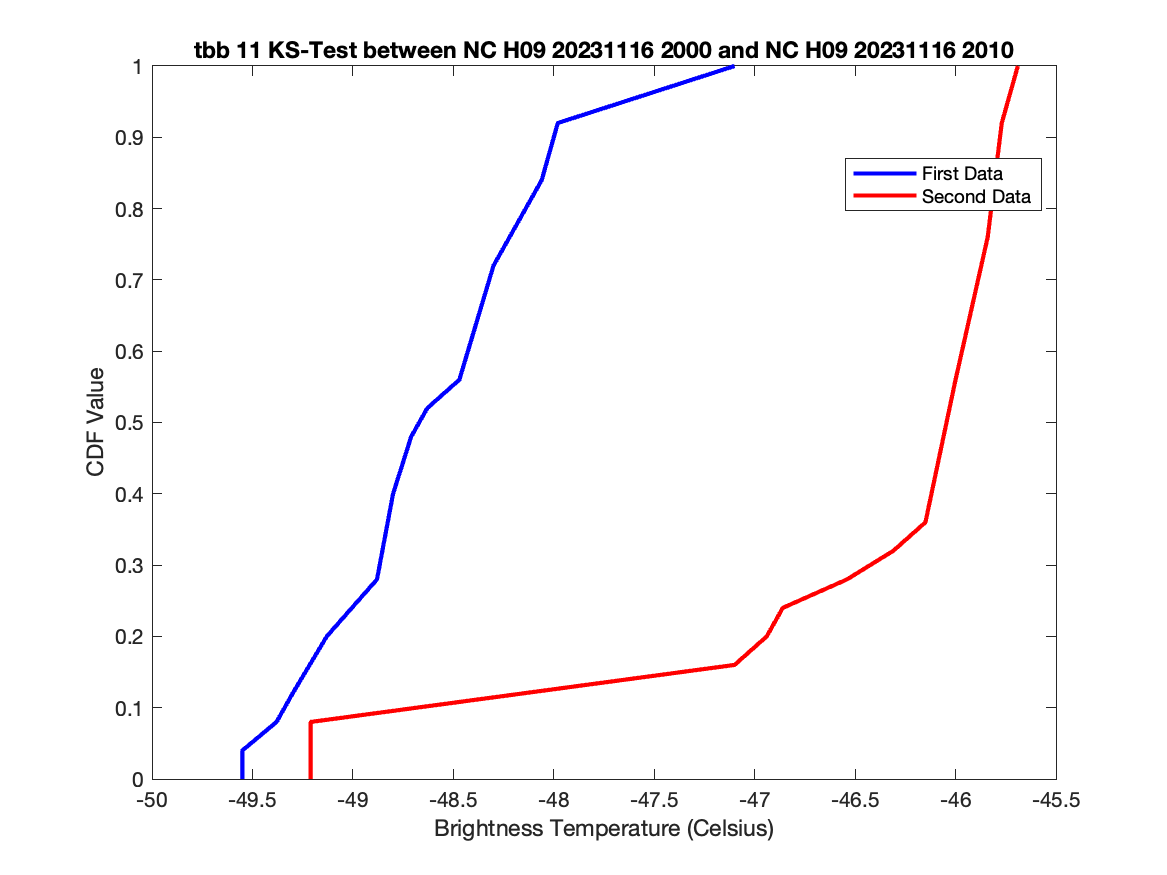 tbb 11 KS-Test between NC H09 20231116 2000 and NC H09 20231116 2010
1
0.9
0.8
0.7
0.6
0.5
0.4
0.3
0.2
0.1
0
CDF Value
First Data
Second Data
-50 -49.5 -49 -48.5 -48 -47.5 -47 -46.5 -46 -45.5
Brightness Temperature (Celsius)